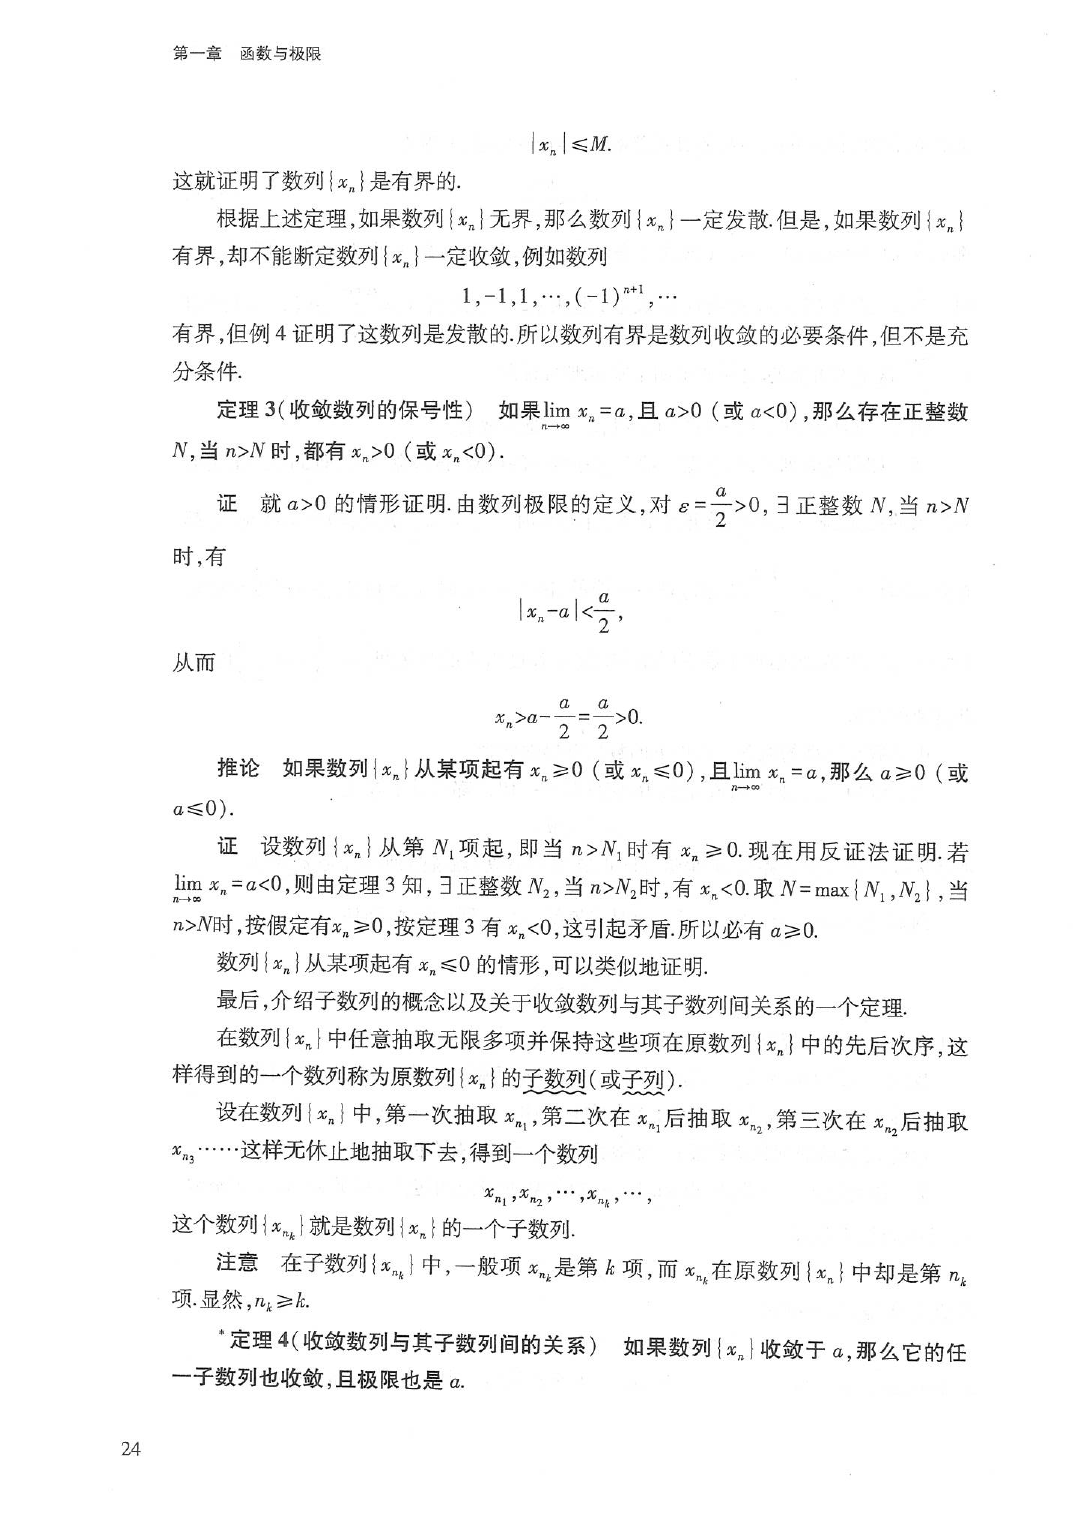 第一章 函数与极限
|xₙ|≤M.
这就证明了数列{xₙ}是有界的.
根据上述定理,如果数列{xₙ}无界,那么数列{xₙ}一定发散.但是,如果数列{xₙ}
有界,却不能断定数列{xₙ}一定收敛,例如数列
1,-1,1,⋯,(-1)ⁿ⁺¹,⋯
有界,但例4证明了这数列是发散的.所以数列有界是数列收敛的必要条件,但不是充
分条件.
定理3(收敛数列的保号性) 如果lim_{n→∞} xₙ=a,且a>0(或a<0),那么存在正整数
N,当n>N时,都有xₙ>0(或xₙ<0).
证 就a>0的情形证明.由数列极限的定义,对ε=a/2>0,∃正整数N,当n>N
时,有
|xₙ-a|<a/2,
从而
xₙ>a-a/2=a/2>0.
推论 如果数列{xₙ}从某项起有xₙ≥0(或xₙ≤0),且lim_{n→∞} xₙ=a,那么a≥0(或
a≤0).
证 设数列{xₙ}从第N₁项起,即当n>N₁时有xₙ≥0.现在用反证法证明.若
lim_{n→∞} xₙ=a<0,则由定理3知,∃正整数N₂,当n>N₂时,有xₙ<0.取N=max{N₁,N₂},当
n>N时,按假定有xₙ≥0,按定理3有xₙ<0,这引起矛盾.所以必有a≥0.
数列{xₙ}从某项起有xₙ≤0的情形,可以类似地证明.
最后,介绍子数列的概念以及关于收敛数列与其子数列间关系的一个定理.
在数列{xₙ}中任意抽取无限多项并保持这些项在原数列{xₙ}中的先后次序,这
样得到的一个数列称为原数列{xₙ}的子数列(或子列).
设在数列{xₙ}中,第一次抽取x_{n₁},第二次在x_{n₁}后抽取x_{n₂},第三次在x_{n₂}后抽取
x_{n₃}⋯⋯这样无休止地抽取下去,得到一个数列
x_{n₁},x_{n₂},⋯,x_{nₖ},⋯,
这个数列{x_{nₖ}}就是数列{xₙ}的一个子数列.
注意 在子数列{x_{nₖ}}中,一般项x_{nₖ}是第k项,而x_{nₖ}在原数列{xₙ}中却是第nₖ
项.显然,nₖ≥k.
*定理4(收敛数列与其子数列间的关系) 如果数列{xₙ}收敛于a,那么它的任
一子数列也收敛,且极限也是a.
24